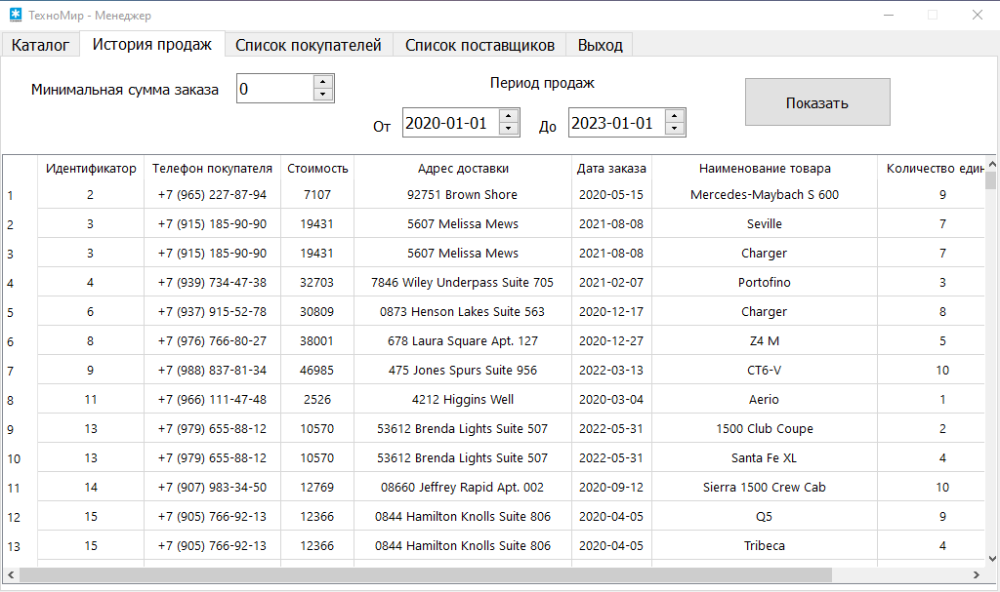 ТехноМир - Менеджер
Каталог История продаж Список покупателей Список поставщиков Выход
Период продаж
Минимальная сумма заказа 0 Показать
От 2020-01-01 До 2023-01-01
Идентификатор Телефон покупателя Стоимость Адрес доставки Дата заказа Наименование товара Количество един
1 2 +7 (965) 227-87-94 7107 92751 Brown Shore 2020-05-15 Mercedes-Maybach S 600 9
2 3 +7 (915) 185-90-90 19431 5607 Melissa Mews 2021-08-08 Seville 7
3 3 +7 (915) 185-90-90 19431 5607 Melissa Mews 2021-08-08 Charger 7
4 4 +7 (939) 734-47-38 32703 7846 Wiley Underpass Suite 705 2021-02-07 Portofino 3
5 6 +7 (937) 915-52-78 30809 0873 Henson Lakes Suite 563 2020-12-17 Charger 8
6 8 +7 (976) 766-80-27 38001 678 Laura Square Apt. 127 2020-12-27 Z4 M 5
7 9 +7 (988) 837-81-34 46985 475 Jones Spurs Suite 956 2022-03-13 CT6-V 10
8 11 +7 (966) 111-47-48 2526 4212 Higgins Well 2020-03-04 Aerio 1
9 13 +7 (979) 655-88-12 10570 53612 Brenda Lights Suite 507 2022-05-31 1500 Club Coupe 2
10 13 +7 (979) 655-88-12 10570 53612 Brenda Lights Suite 507 2022-05-31 Santa Fe XL 4
11 14 +7 (907) 983-34-50 12769 08660 Jeffrey Rapid Apt. 002 2020-09-12 Sierra 1500 Crew Cab 10
12 15 +7 (905) 766-92-13 12366 0844 Hamilton Knolls Suite 806 2020-04-05 Q5 9
13 15 +7 (905) 766-92-13 12366 0844 Hamilton Knolls Suite 806 2020-04-05 Tribeca 4